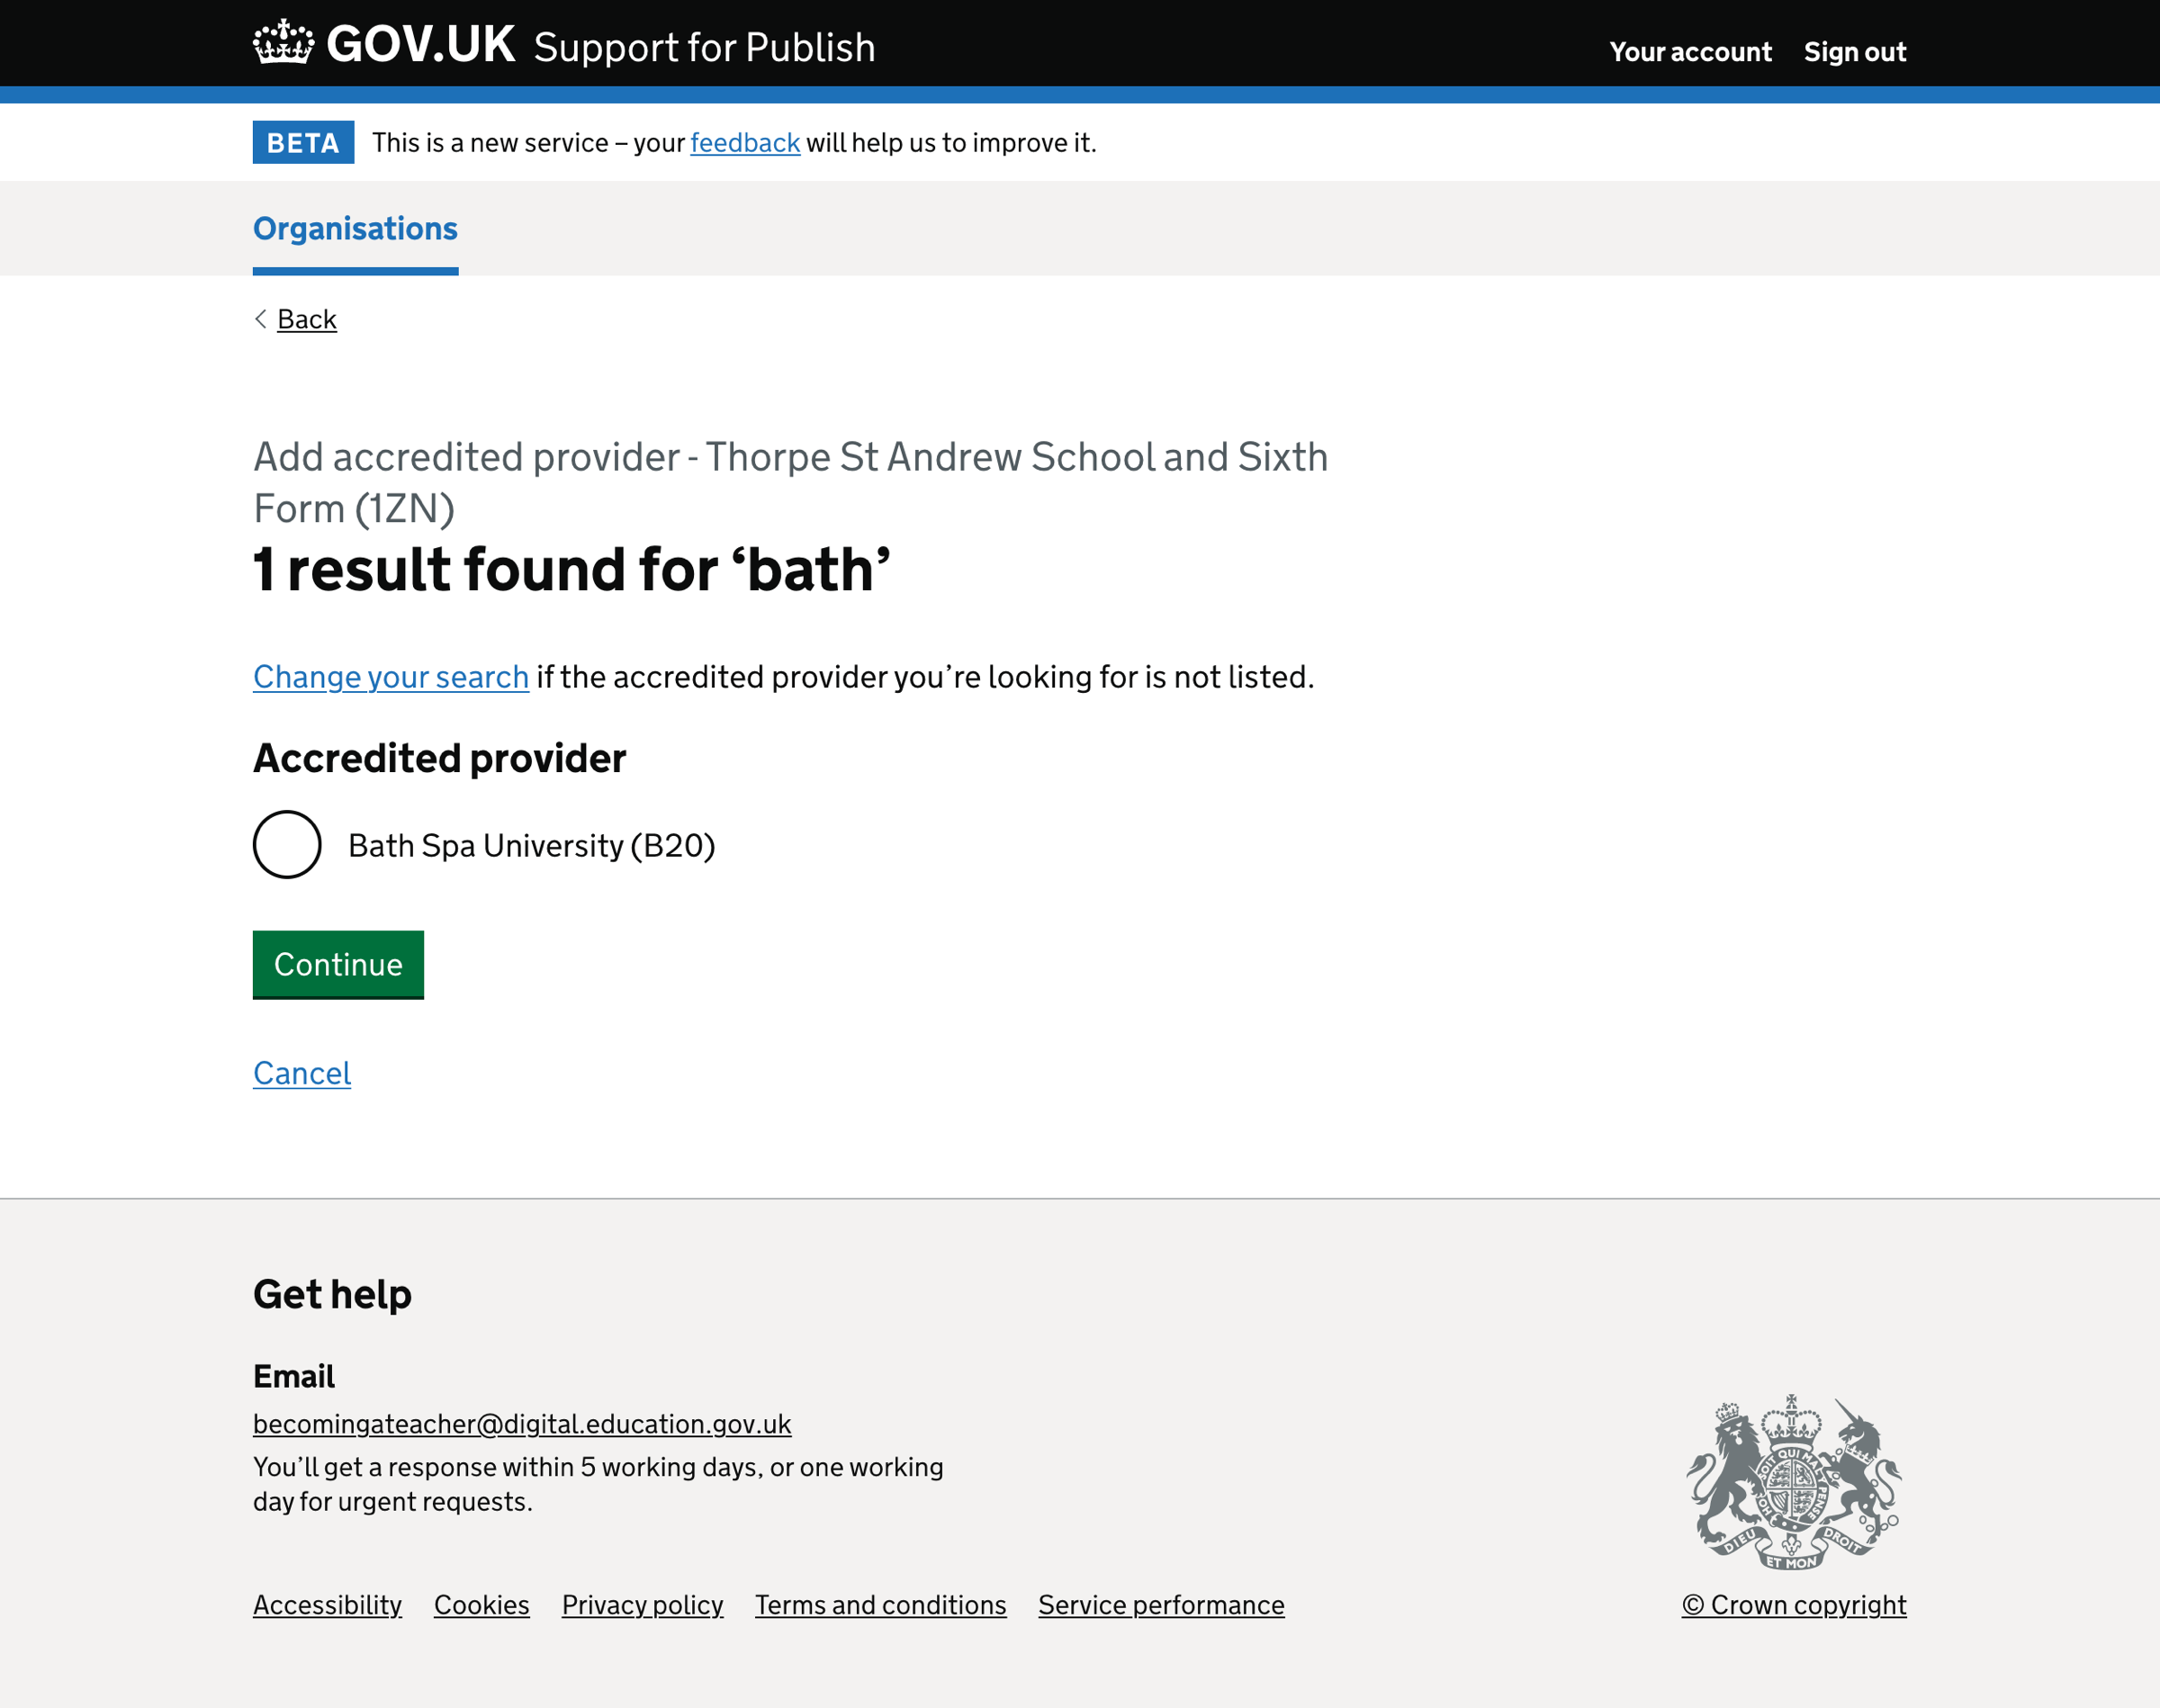 GOV.UK Support for Publish
Your account Sign out
BETA This is a new service – your feedback will help us to improve it.
Organisations
Back
Add accredited provider - Thorpe St Andrew School and Sixth
Form (1ZN)
1 result found for ‘bath’
Change your search if the accredited provider you’re looking for is not listed.
Accredited provider
Bath Spa University (B20)
Continue
Cancel
Get help
Email
becomingateacher@digital.education.gov.uk
You’ll get a response within 5 working days, or one working
day for urgent requests.
SOIT QUI MAL Y PENSE
DIEU ET MON DROIT
Accessibility Cookies Privacy policy Terms and conditions Service performance
© Crown copyright